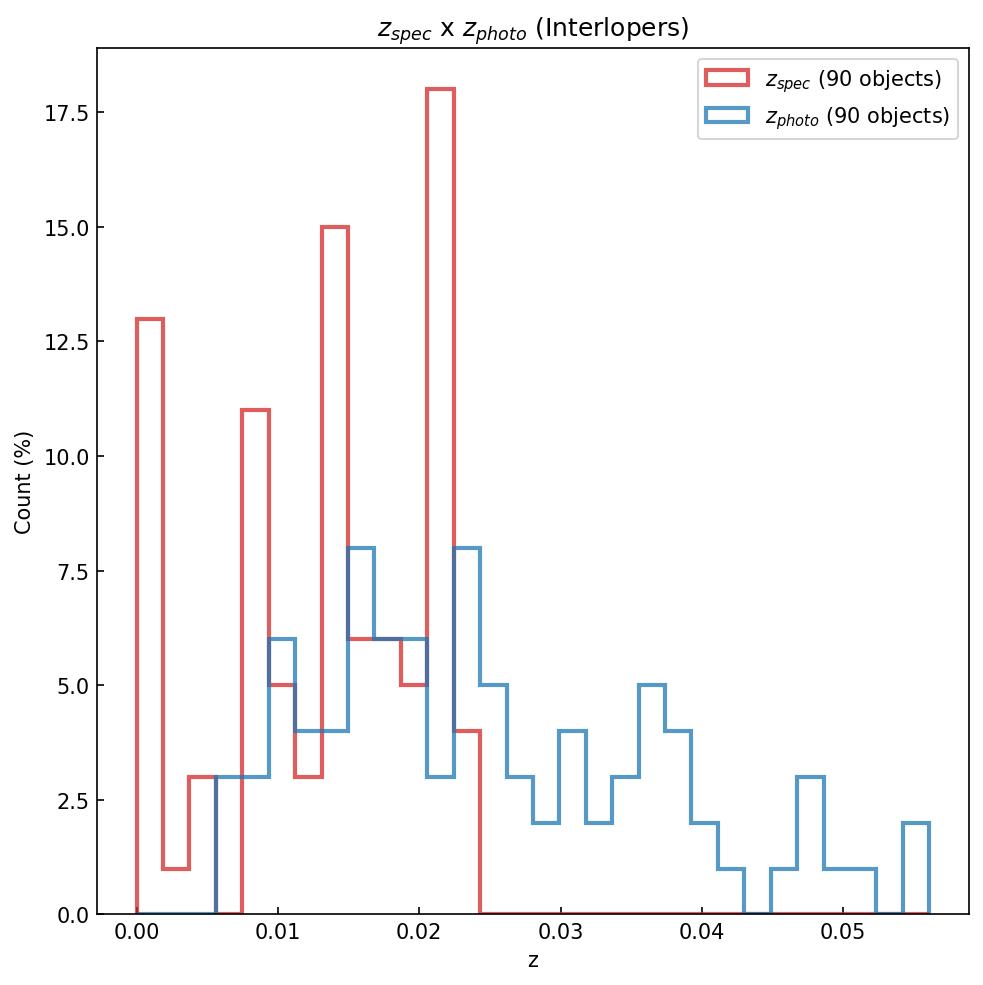 z_spec x z_photo (Interlopers)
z_spec (90 objects)
z_photo (90 objects)
Count (%)
17.5
15.0
12.5
10.0
7.5
5.0
2.5
0.0
0.00 0.01 0.02 0.03 0.04 0.05
z